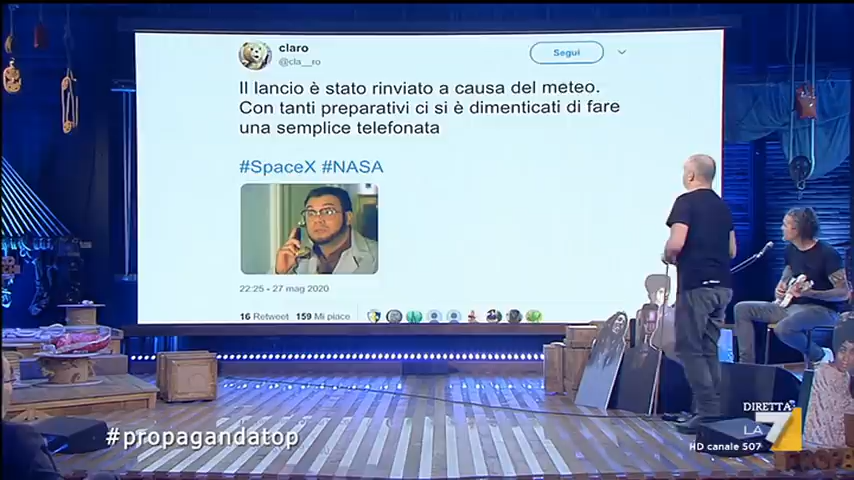 claro
@cla__ro
Segui
Il lancio è stato rinviato a causa del meteo.
Con tanti preparativi ci si è dimenticati di fare
una semplice telefonata
#SpaceX #NASA
22:25 - 27 mag 2020
16 Retweet 159 Mi piace
#propagandatop
DIRETTA
LA 7
HD canale 507